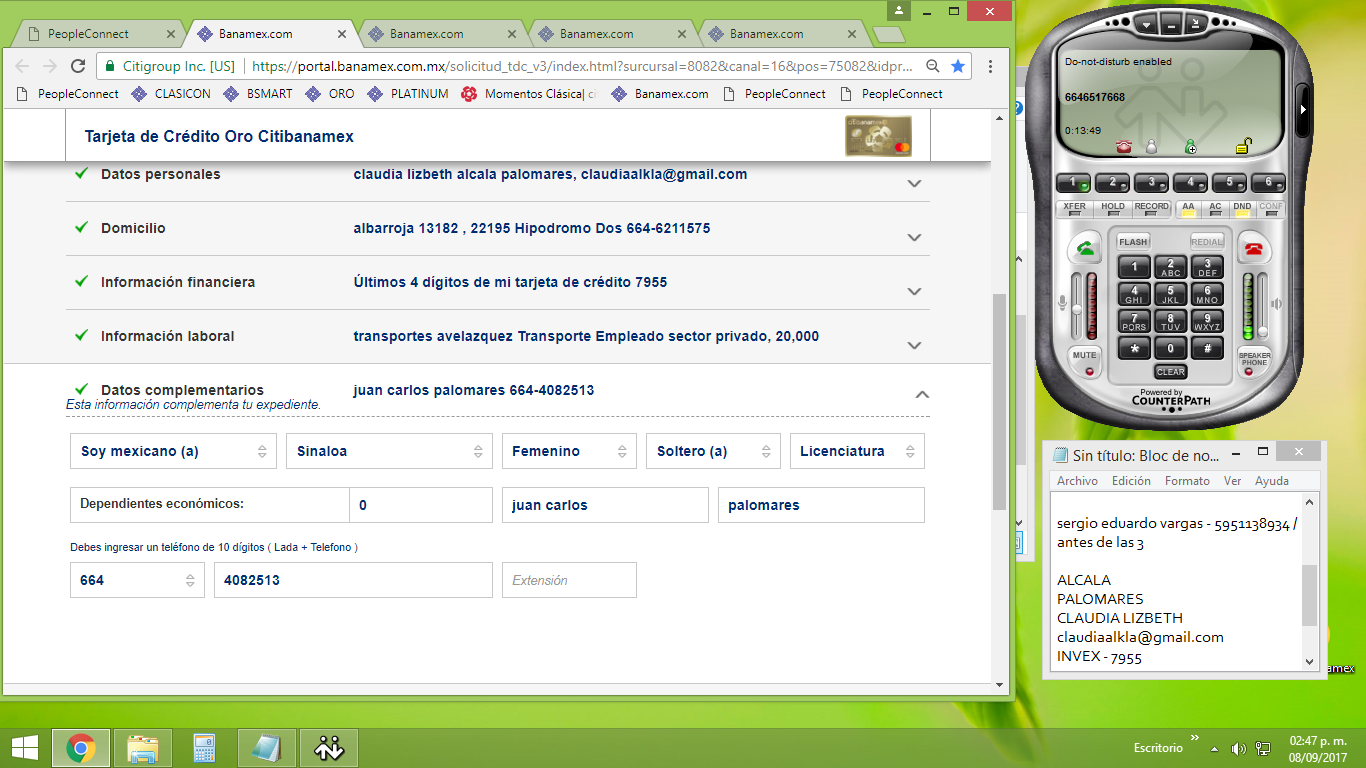 PeopleConnect
Banamex.com
Banamex.com
Banamex.com
Banamex.com
Citigroup Inc. [US]
https://portal.banamex.com.mx/solicitud_tdc_v3/index.html?surcursal=8082&canal=16&pos=75082&idpr...
PeopleConnect
CLASICON
BSMART
ORO
PLATINUM
Momentos Clásica| ci
Banamex.com
PeopleConnect
PeopleConnect
Tarjeta de Crédito Oro Citibanamex
Datos personales
claudia lizbeth alcala palomares, claudiaalkla@gmail.com
Domicilio
albarroja 13182 , 22195 Hipodromo Dos 664-6211575
Información financiera
Últimos 4 dígitos de mi tarjeta de crédito 7955
Información laboral
transportes avelazquez Transporte Empleado sector privado, 20,000
Datos complementarios
juan carlos palomares 664-4082513
Esta información complementa tu expediente.
Soy mexicano (a)
Sinaloa
Femenino
Soltero (a)
Licenciatura
Dependientes económicos:
0
juan carlos
palomares
Debes ingresar un teléfono de 10 dígitos ( Lada + Telefono )
664
4082513
Extensión
Do-not-disturb enabled
6646517668
0:13:49
1 2 3 4 5 6
XFER HOLD RECORD AA AC DND CONF
FLASH REDIAL
1 2 ABC 3 DEF
4 GHI 5 JKL 6 MNO
7 PQRS 8 TUV 9 WXYZ
* 0 #
MUTE
CLEAR
SPEAKER PHONE
Powered by
COUNTERPATH
Sin título: Bloc de no...
Archivo Edición Formato Ver Ayuda
sergio eduardo vargas - 5951138934 /
antes de las 3
ALCALA
PALOMARES
CLAUDIA LIZBETH
claudiaalkla@gmail.com
INVEX - 7955
amex
Escritorio
02:47 p. m.
08/09/2017